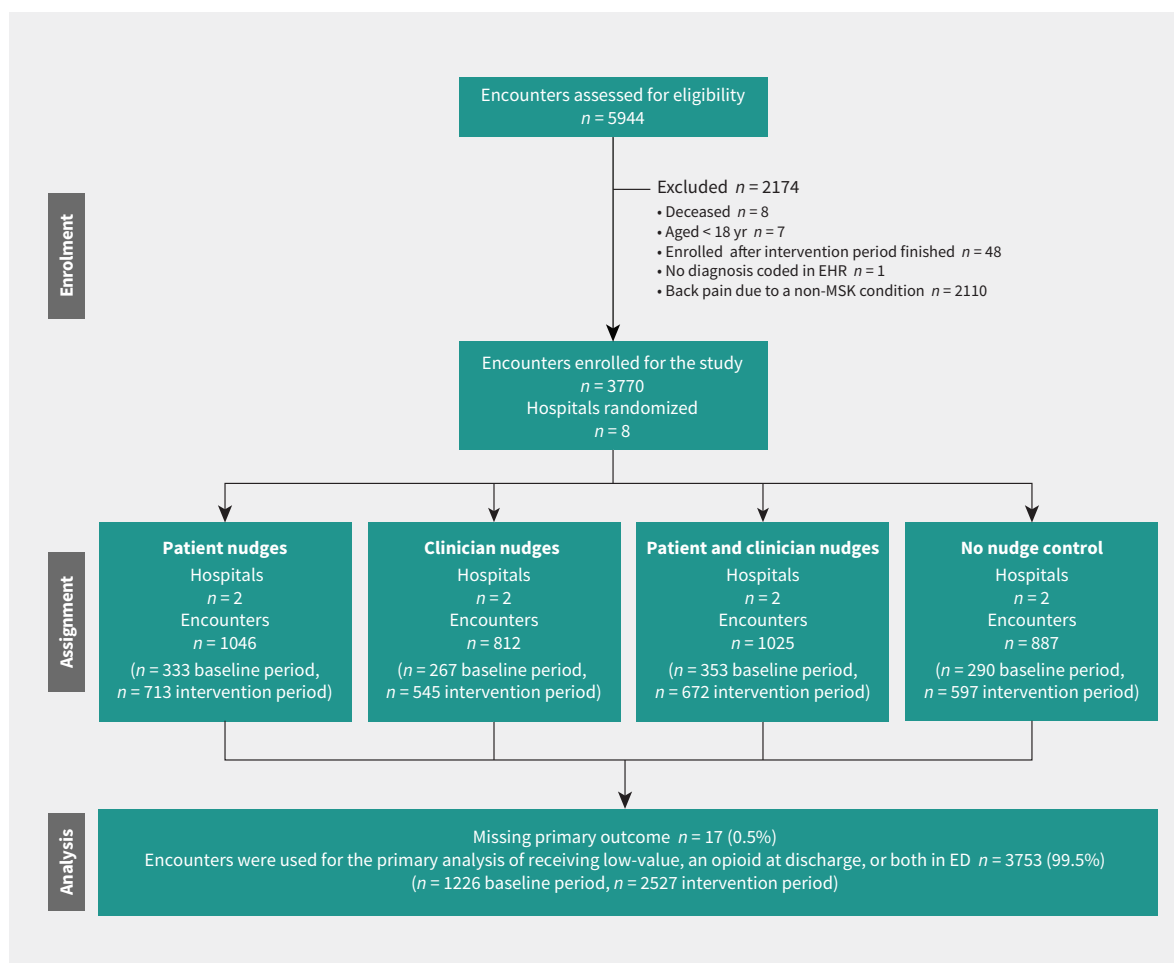 Encounters assessed for eligibility
n = 5944
Enrolment
Excluded n = 2174
• Deceased n = 8
• Aged < 18 yr n = 7
• Enrolled after intervention period finished n = 48
• No diagnosis coded in EHR n = 1
• Back pain due to a non-MSK condition n = 2110
Encounters enrolled for the study
n = 3770
Hospitals randomized
n = 8
Assignment
Patient nudges
Hospitals
n = 2
Encounters
n = 1046
(n = 333 baseline period,
n = 713 intervention period)
Clinician nudges
Hospitals
n = 2
Encounters
n = 812
(n = 267 baseline period,
n = 545 intervention period)
Patient and clinician nudges
Hospitals
n = 2
Encounters
n = 1025
(n = 353 baseline period,
n = 672 intervention period)
No nudge control
Hospitals
n = 2
Encounters
n = 887
(n = 290 baseline period,
n = 597 intervention period)
Analysis
Missing primary outcome n = 17 (0.5%)
Encounters were used for the primary analysis of receiving low-value, an opioid at discharge, or both in ED n = 3753 (99.5%)
(n = 1226 baseline period, n = 2527 intervention period)